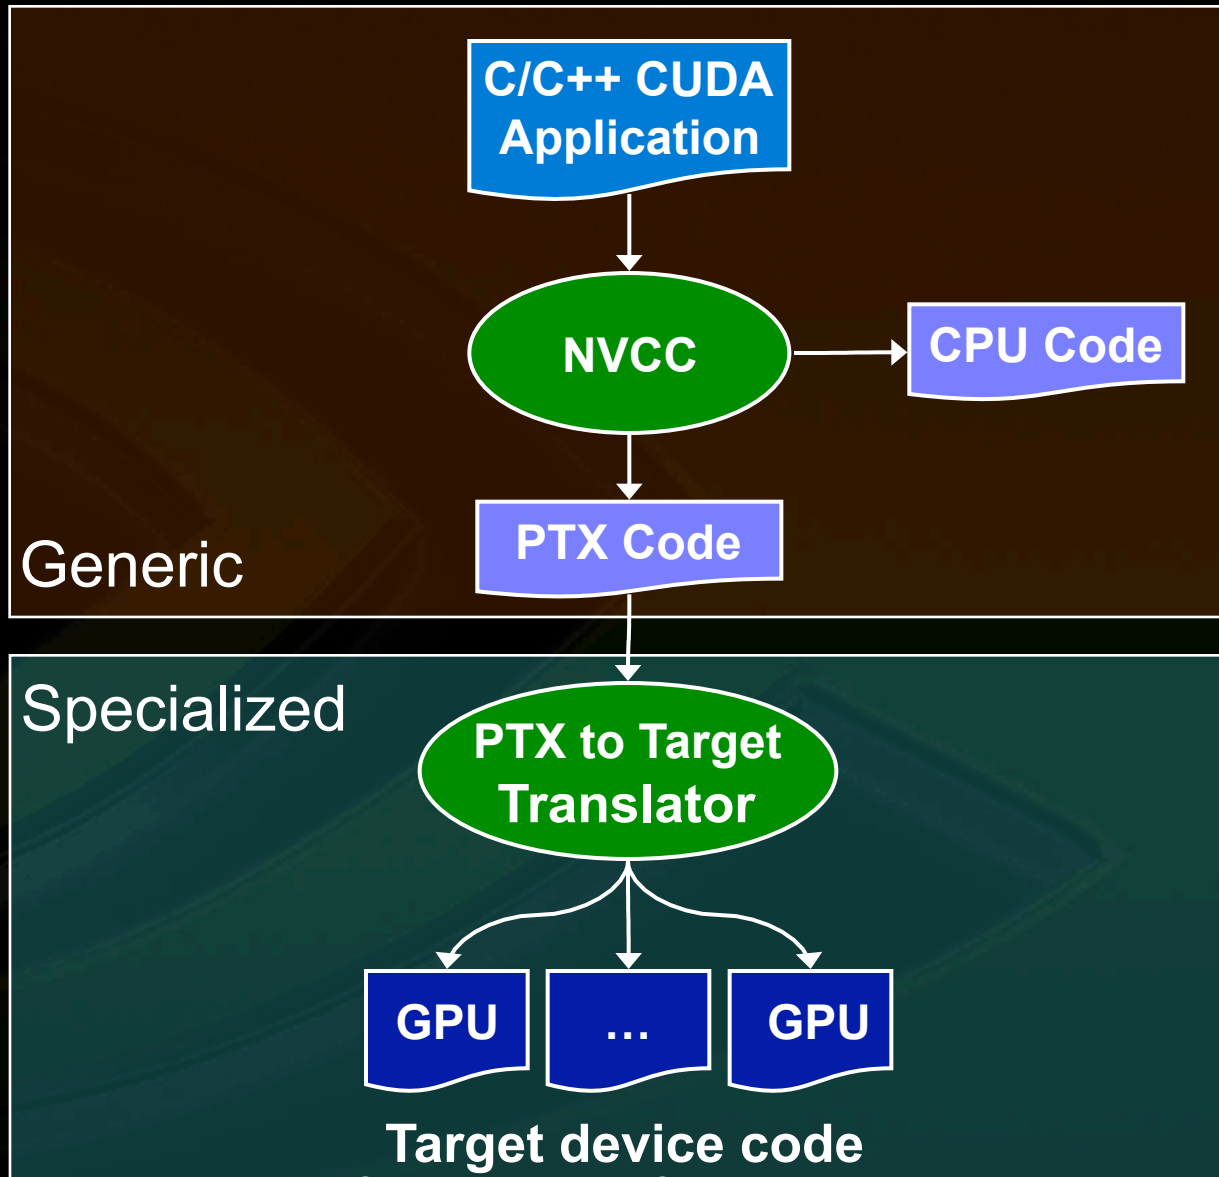 C/C++ CUDA
Application
NVCC
CPU Code
PTX Code
Generic
Specialized
PTX to Target
Translator
GPU
...
GPU
Target device code